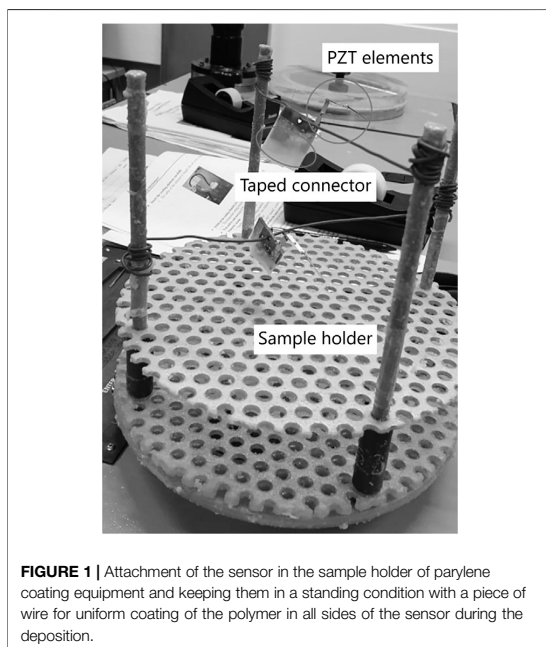 PZT elements
Taped connector
Sample holder
FIGURE 1 | Attachment of the sensor in the sample holder of parylene
coating equipment and keeping them in a standing condition with a piece of
wire for uniform coating of the polymer in all sides of the sensor during the
deposition.